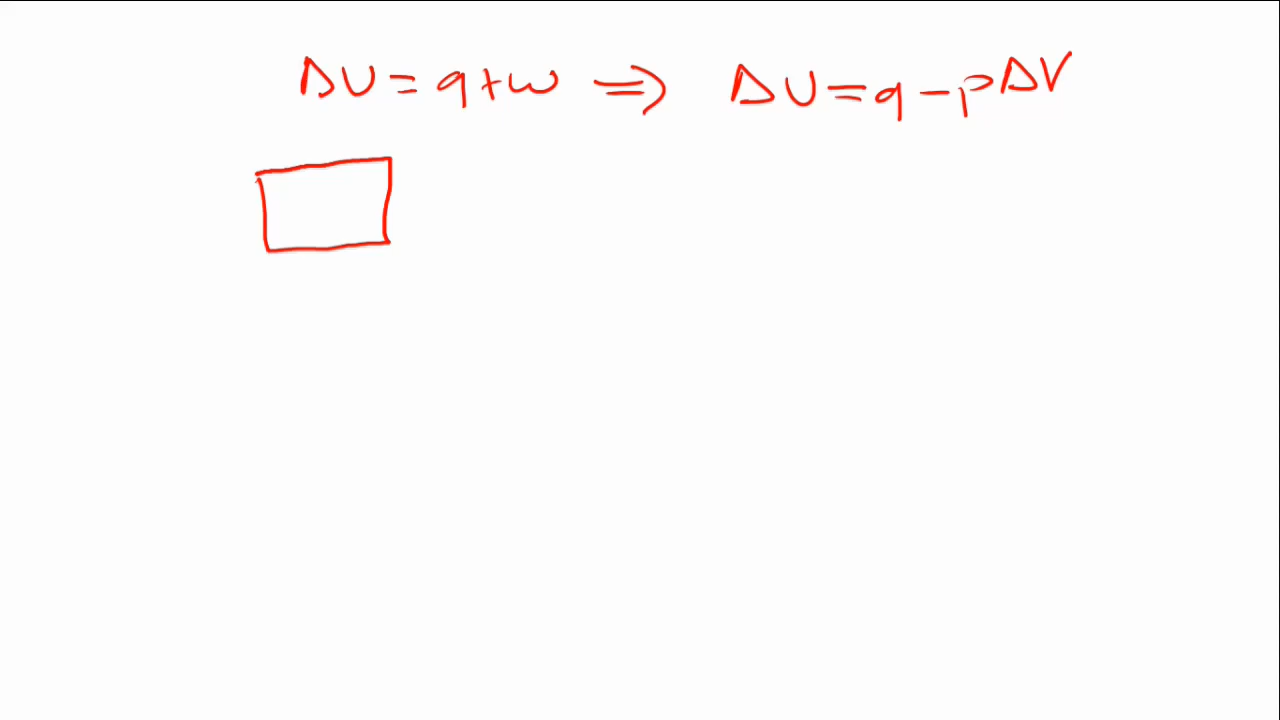 ΔU = q + w ⇒ ΔU = q - PΔV